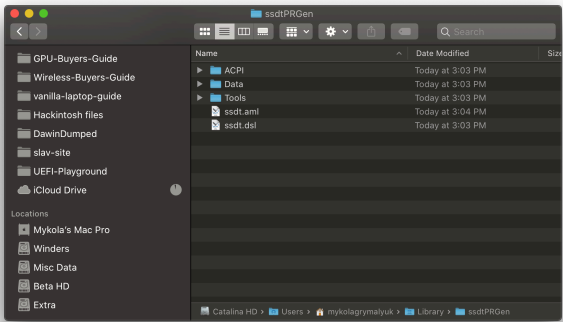 ssdtPRGen
Search
GPU-Buyers-Guide
Wireless-Buyers-Guide
vanilla-laptop-guide
Hackintosh files
DawinDumped
slav-site
UEFI-Playground
iCloud Drive
Locations
Mykola's Mac Pro
Winders
Misc Data
Beta HD
Extra
Name Date Modified Size
ACPI Today at 3:03 PM
Data Today at 3:03 PM
Tools Today at 3:03 PM
ssdt.aml Today at 3:04 PM
ssdt.dsl Today at 3:03 PM
Catalina HD › Users › mykolagrymalyuk › Library › ssdtPRGen